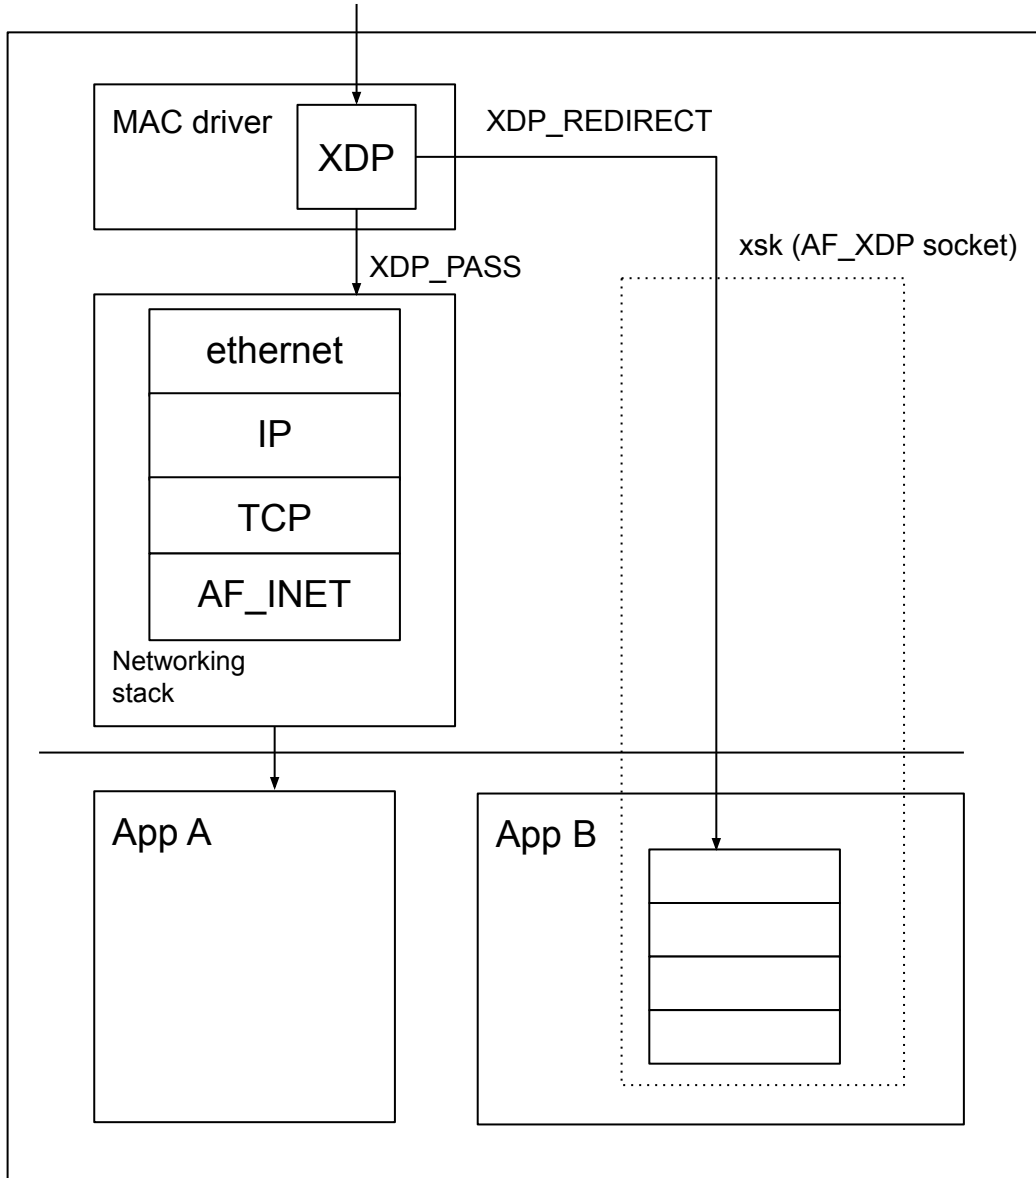 MAC driver
XDP
XDP_REDIRECT
XDP_PASS
xsk (AF_XDP socket)
ethernet
IP
TCP
AF_INET
Networking
stack
App A
App B